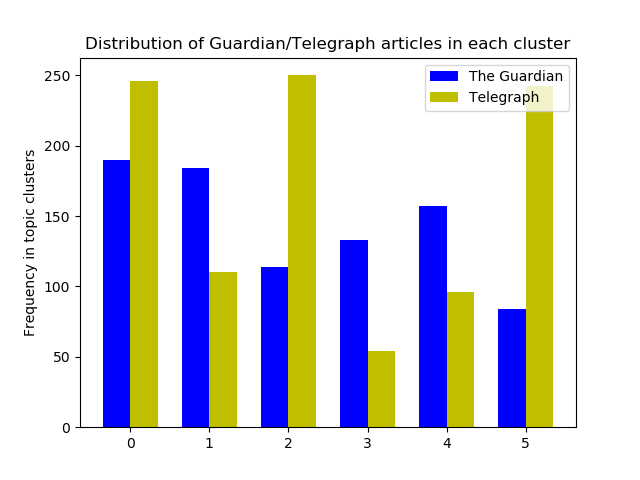 Distribution of Guardian/Telegraph articles in each cluster
The Guardian
Telegraph
Frequency in topic clusters
250
200
150
100
50
0
0 1 2 3 4 5